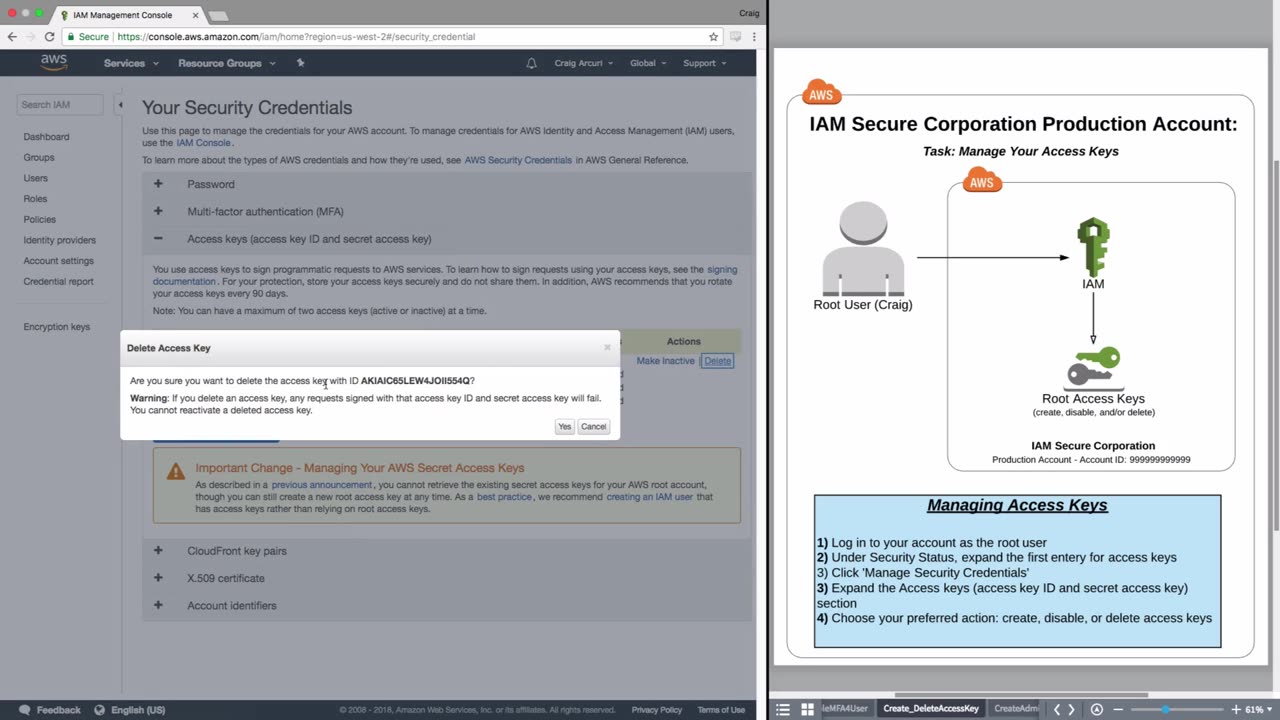 IAM Management Console
Craig
Secure
https://console.aws.amazon.com/iam/home?region=us-west-2#/security_credential
aws
Services
Resource Groups
Craig Arcuri
Global
Support
Search IAM
Dashboard
Groups
Users
Roles
Policies
Identity providers
Account settings
Credential report
Encryption keys
Your Security Credentials
Use this page to manage the credentials for your AWS account. To manage credentials for AWS Identity and Access Management (IAM) users,
use the IAM Console.
To learn more about the types of AWS credentials and how they're used, see AWS Security Credentials in AWS General Reference.
Password
Multi-factor authentication (MFA)
Access keys (access key ID and secret access key)
You use access keys to sign programmatic requests to AWS services. To learn how to sign requests using your access keys, see the signing
documentation. For your protection, store your access keys securely and do not share them. In addition, AWS recommends that you rotate
your access keys every 90 days.
Note: You can have a maximum of two access keys (active or inactive) at a time.
Actions
Make Inactive | Delete
Delete Access Key
Are you sure you want to delete the access key with ID AKIAIC65LEW4JOII554Q?
Warning: If you delete an access key, any requests signed with that access key ID and secret access key will fail.
You cannot reactivate a deleted access key.
Yes
Cancel
Important Change - Managing Your AWS Secret Access Keys
As described in a previous announcement, you cannot retrieve the existing secret access keys for your AWS root account,
though you can still create a new root access key at any time. As a best practice, we recommend creating an IAM user that
has access keys rather than relying on root access keys.
CloudFront key pairs
X.509 certificate
Account identifiers
Feedback
English (US)
© 2008 - 2018, Amazon Web Services, Inc. or its affiliates. All rights reserved.
Privacy Policy
Terms of Use
AWS
IAM Secure Corporation Production Account:
Task: Manage Your Access Keys
AWS
Root User (Craig)
IAM
Root Access Keys
(create, disable, and/or delete)
IAM Secure Corporation
Production Account - Account ID: 999999999999
Managing Access Keys
1) Log in to your account as the root user
2) Under Security Status, expand the first entery for access keys
3) Click 'Manage Security Credentials'
3) Expand the Access keys (access key ID and secret access key)
section
4) Choose your preferred action: create, disable, or delete access keys
leMFA4User
Create_DeleteAccessKey
CreateAdmi
61%